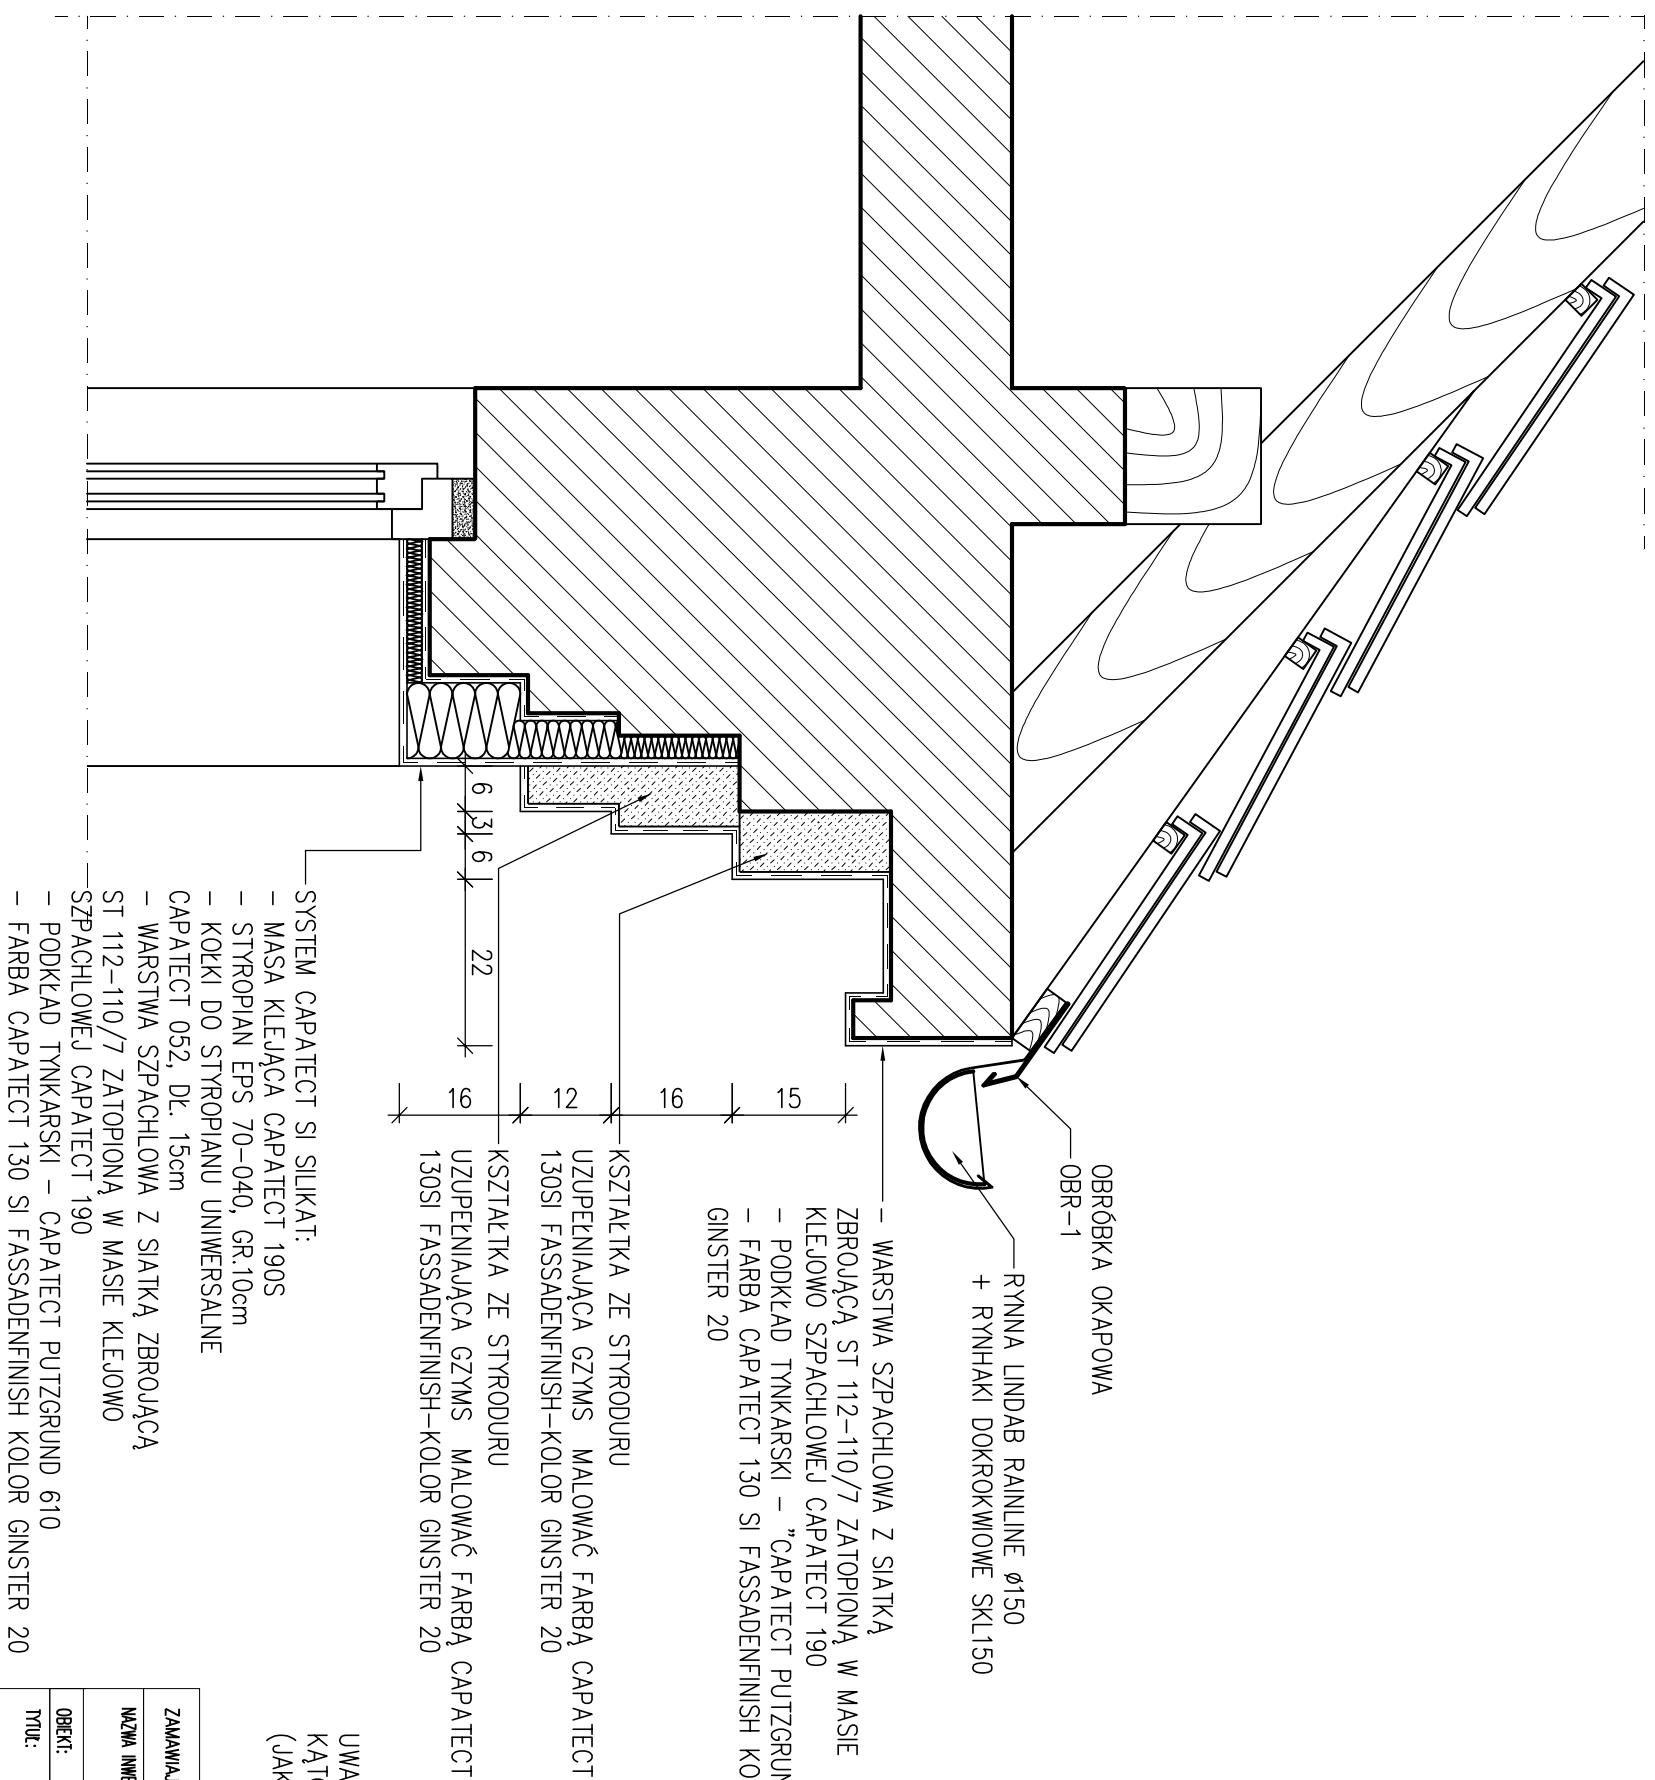 OBRÓBKA OKAPOWA
OBR-1
RYNNA LINDAB RAINLINE Ø150
+ RYNHAKI DOKROKWIOWE SKL150
- WARSTWA SZPACHLOWA Z SIATKĄ
ZBROJĄCĄ ST 112-110/7 ZATOPIONĄ W MASIE
KLEJOWO SZPACHLOWEJ CAPATECT 190
- PODKŁAD TYNKARSKI - "CAPATECT PUTZGRUN
- FARBA CAPATECT 130 SI FASSADENFINISH KO
GINSTER 20
KSZTAŁTKA ZE STYRODURU
UZUPEŁNIAJĄCA GZYMS MALOWAĆ FARBĄ CAPATECT
130SI FASSADENFINISH-KOLOR GINSTER 20
KSZTAŁTKA ZE STYRODURU
UZUPEŁNIAJĄCA GZYMS MALOWAĆ FARBĄ CAPATECT
130SI FASSADENFINISH-KOLOR GINSTER 20
15
16
12
16
6
3
6
22
SYSTEM CAPATECT SI SILIKAT:
- MASA KLEJĄCA CAPATECT 190S
- STYROPIAN EPS 70-040, GR.10cm
- KOŁKI DO STYROPIANU UNIWERSALNE
CAPATECT 052, DŁ. 15cm
- WARSTWA SZPACHLOWA Z SIATKĄ ZBROJĄCĄ
ST 112-110/7 ZATOPIONĄ W MASIE KLEJOWO
SZPACHLOWEJ CAPATECT 190
- PODKŁAD TYNKARSKI - CAPATECT PUTZGRUND 610
- FARBA CAPATECT 130 SI FASSADENFINISH KOLOR GINSTER 20
UWA
KĄT
(JAK
ZAMAWIAJ
NAZWA INWE
OBIEKT:
TYTUŁ: